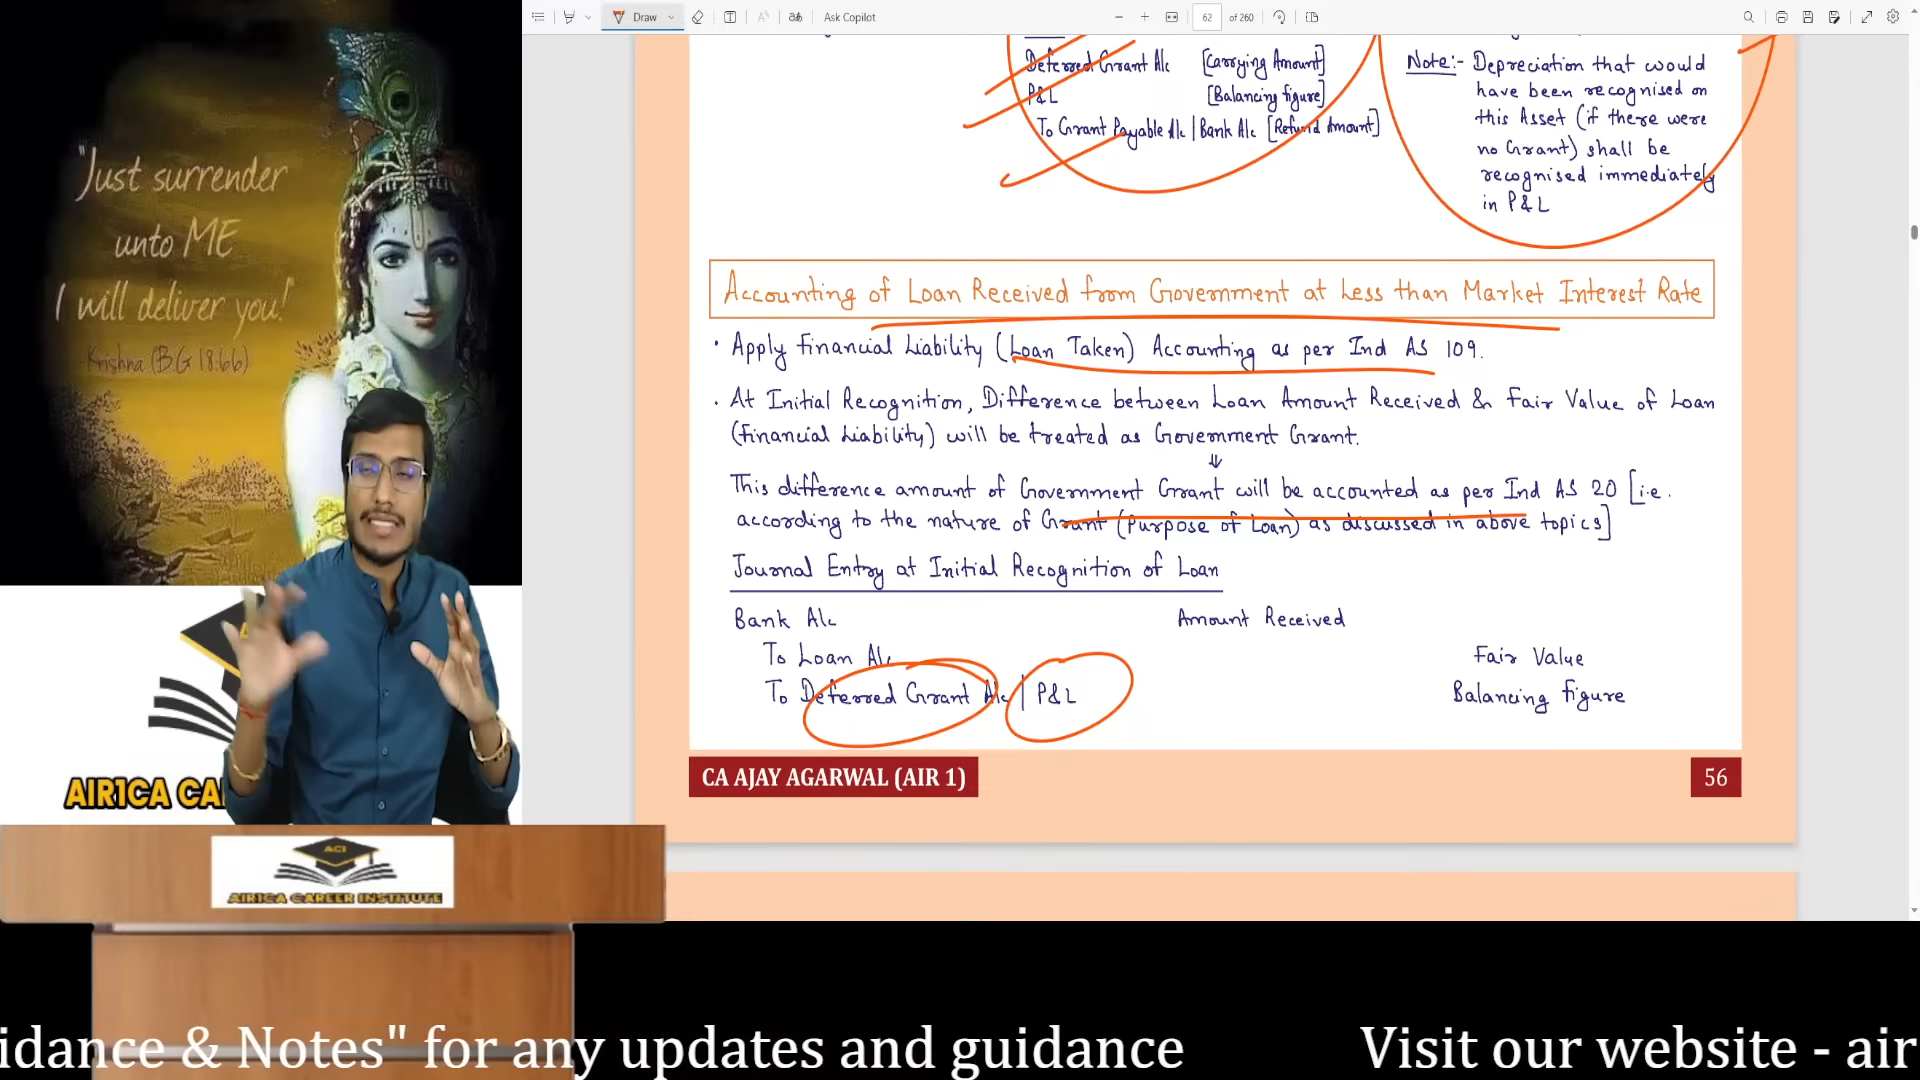 Draw
Ask Copilot
62 of 260
Deferred Grant A/c [Carrying Amount]
P&L [Balancing figure]
To Grant Payable A/c | Bank A/c [Refund Amount]
Note:- Depreciation that would
have been recognised on
this Asset (if there were
no Grant) shall be
recognised immediately
in P&L
"Just surrender
unto ME
I will deliver you!"
Krishna (B.G 18.66)
Accounting of Loan Received from Government at Less than Market Interest Rate
· Apply Financial Liability (Loan Taken) Accounting as per Ind AS 109.
· At Initial Recognition, Difference between Loan Amount Received & Fair Value of Loan
(Financial Liability) will be treated as Government Grant.
↓
This difference amount of Government Grant will be accounted as per Ind AS 20 [i.e.
according to the nature of Grant (Purpose of Loan) as discussed in above topics]
Journal Entry at Initial Recognition of Loan
Bank A/c Amount Received
To Loan A/c Fair Value
To Deferred Grant A/c | P&L Balancing figure
CA AJAY AGARWAL (AIR 1) 56
AIR1CA CA
ACI
AIR1CA CAREER INSTITUTE
idance & Notes" for any updates and guidance Visit our website - air